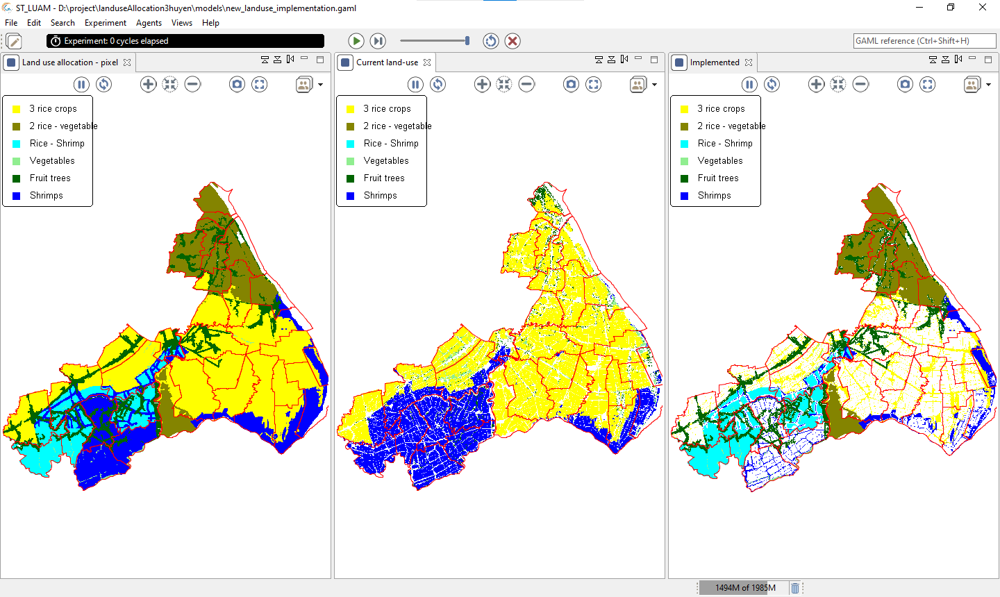 ST_LUAM - D:\project\landuseAllocation3huyen\models\new_landuse_implementation.gaml
File Edit Search Experiment Agents Views Help
Experiment: 0 cycles elapsed
GAML reference (Ctrl+Shift+H)
Land use allocation - pixel
3 rice crops
2 rice - vegetable
Rice - Shrimp
Vegetables
Fruit trees
Shrimps
Current land-use
3 rice crops
2 rice - vegetable
Rice - Shrimp
Vegetables
Fruit trees
Shrimps
Implemented
3 rice crops
2 rice - vegetable
Rice - Shrimp
Vegetables
Fruit trees
Shrimps
1494M of 1985M